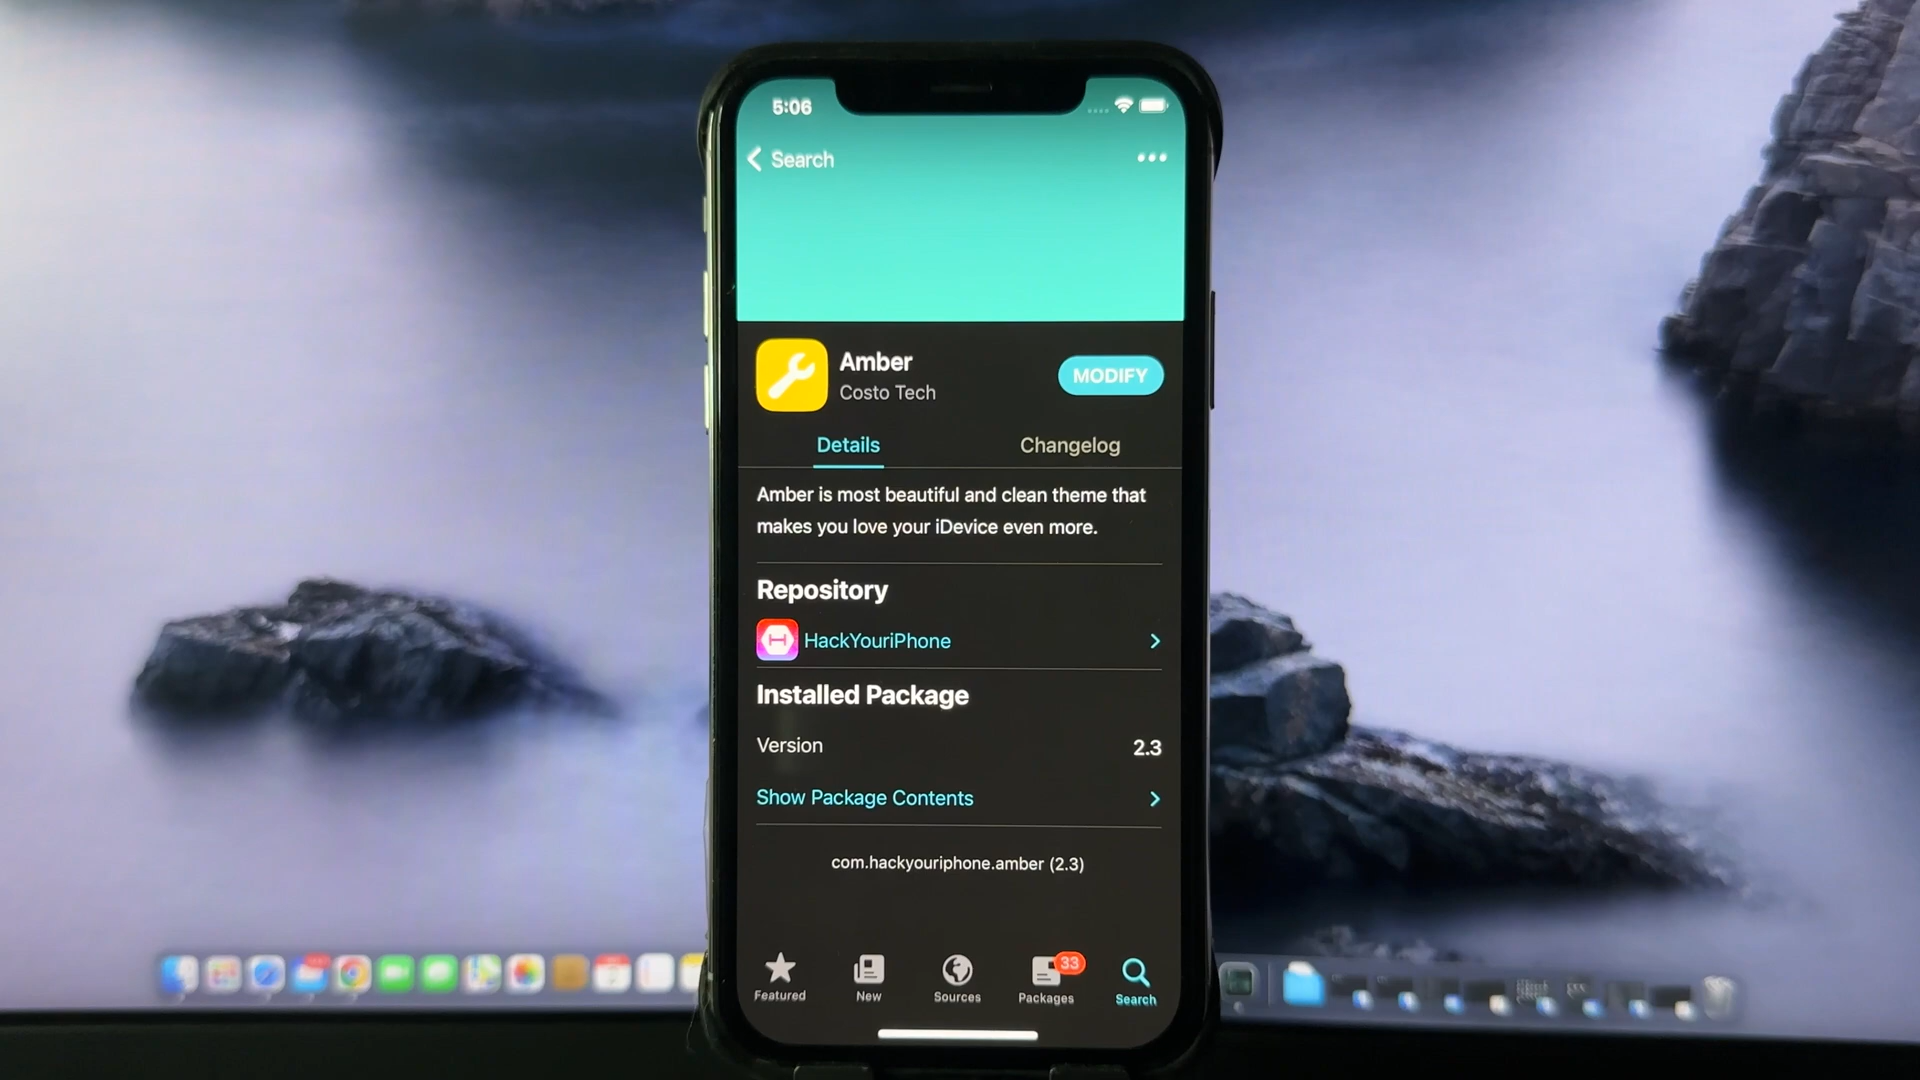 5:06
Search
Amber
Costo Tech
MODIFY
Details
Changelog
Amber is most beautiful and clean theme that
makes you love your iDevice even more.
Repository
HackYouriPhone
Installed Package
Version
2.3
Show Package Contents
com.hackyouriphone.amber (2.3)
33
Featured
New
Sources
Packages
Search